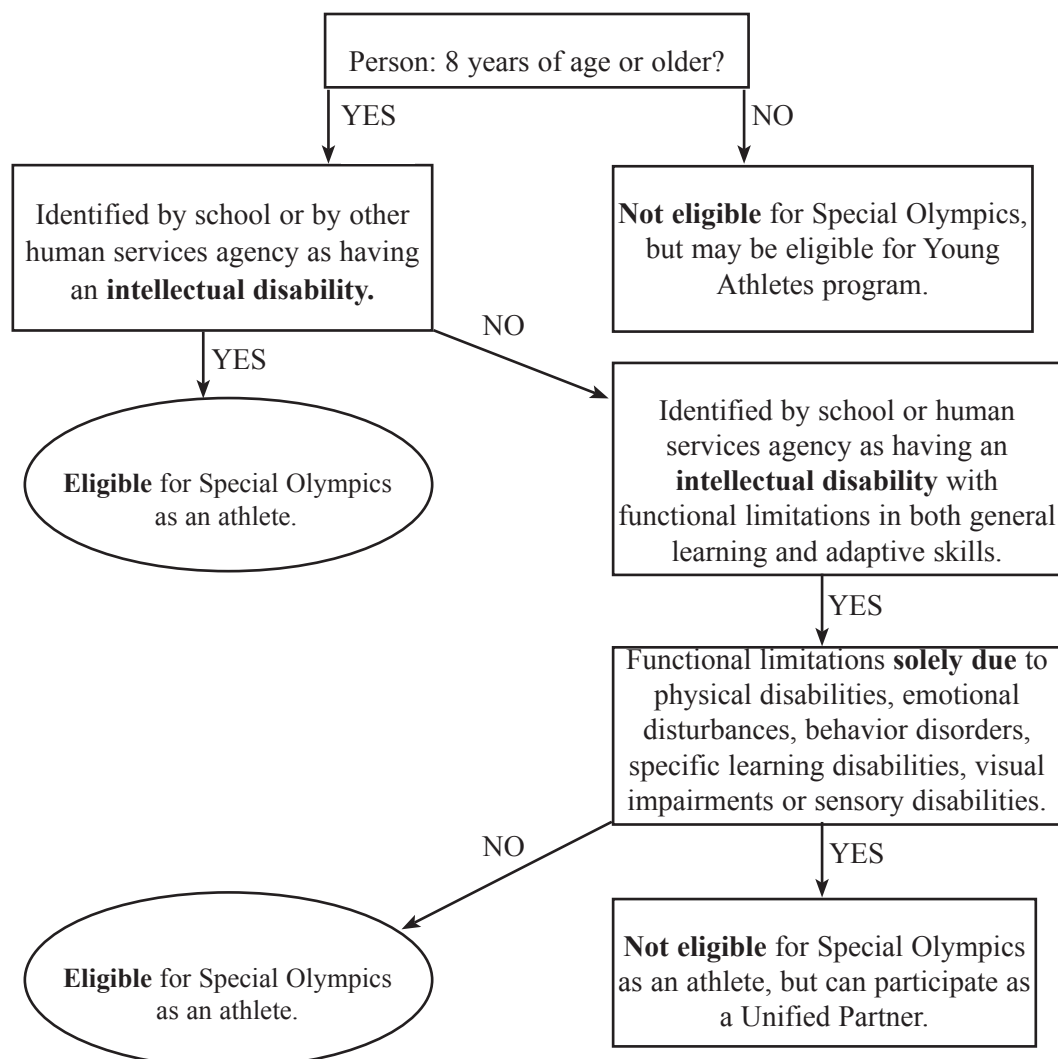 Person: 8 years of age or older?
YES
NO
Identified by school or by other
human services agency as having
an intellectual disability.
Not eligible for Special Olympics,
but may be eligible for Young
Athletes program.
YES
NO
Eligible for Special Olympics
as an athlete.
Identified by school or human
services agency as having an
intellectual disability with
functional limitations in both general
learning and adaptive skills.
YES
Functional limitations solely due to
physical disabilities, emotional
disturbances, behavior disorders,
specific learning disabilities, visual
impairments or sensory disabilities.
NO
YES
Eligible for Special Olympics
as an athlete.
Not eligible for Special Olympics
as an athlete, but can participate as
a Unified Partner.